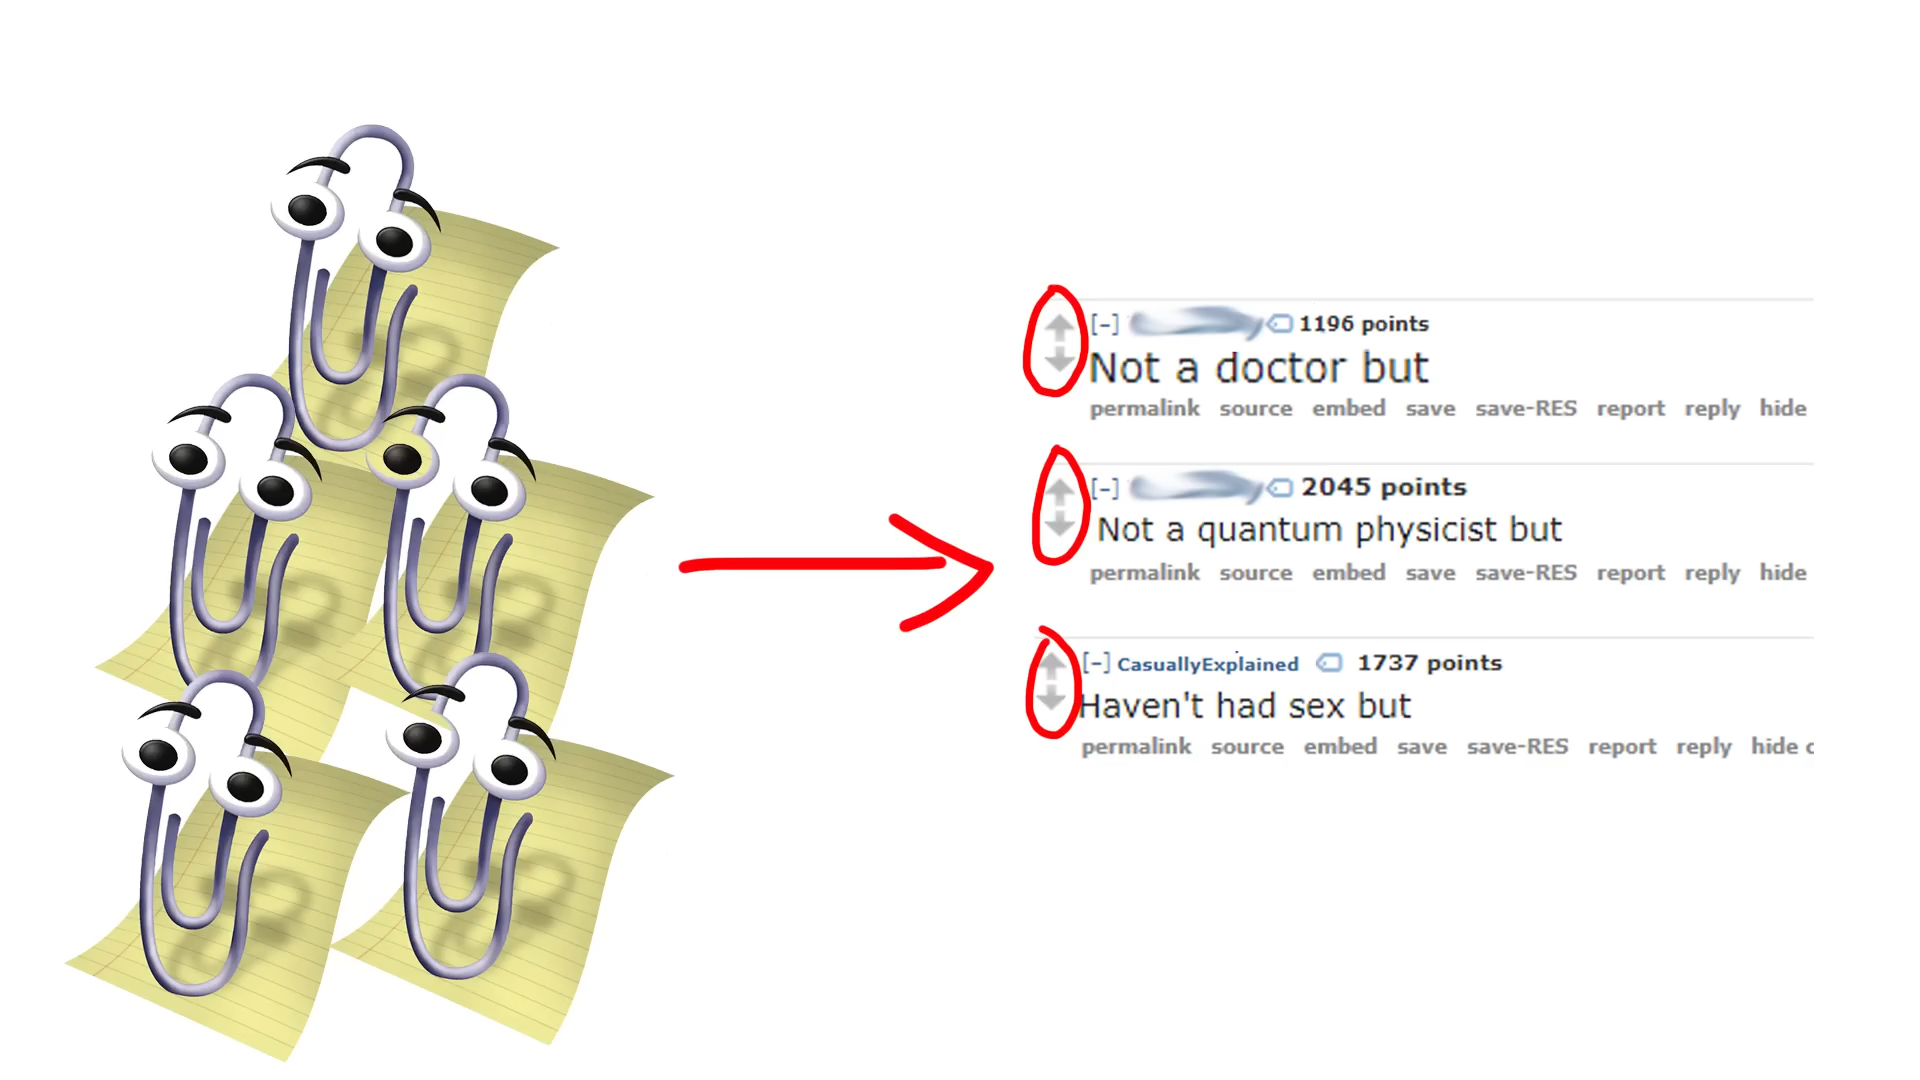 [-] 1196 points
Not a doctor but
permalink source embed save save-RES report reply hide
[-] 2045 points
Not a quantum physicist but
permalink source embed save save-RES report reply hide
[-] CasuallyExplained 1737 points
Haven't had sex but
permalink source embed save save-RES report reply hide c